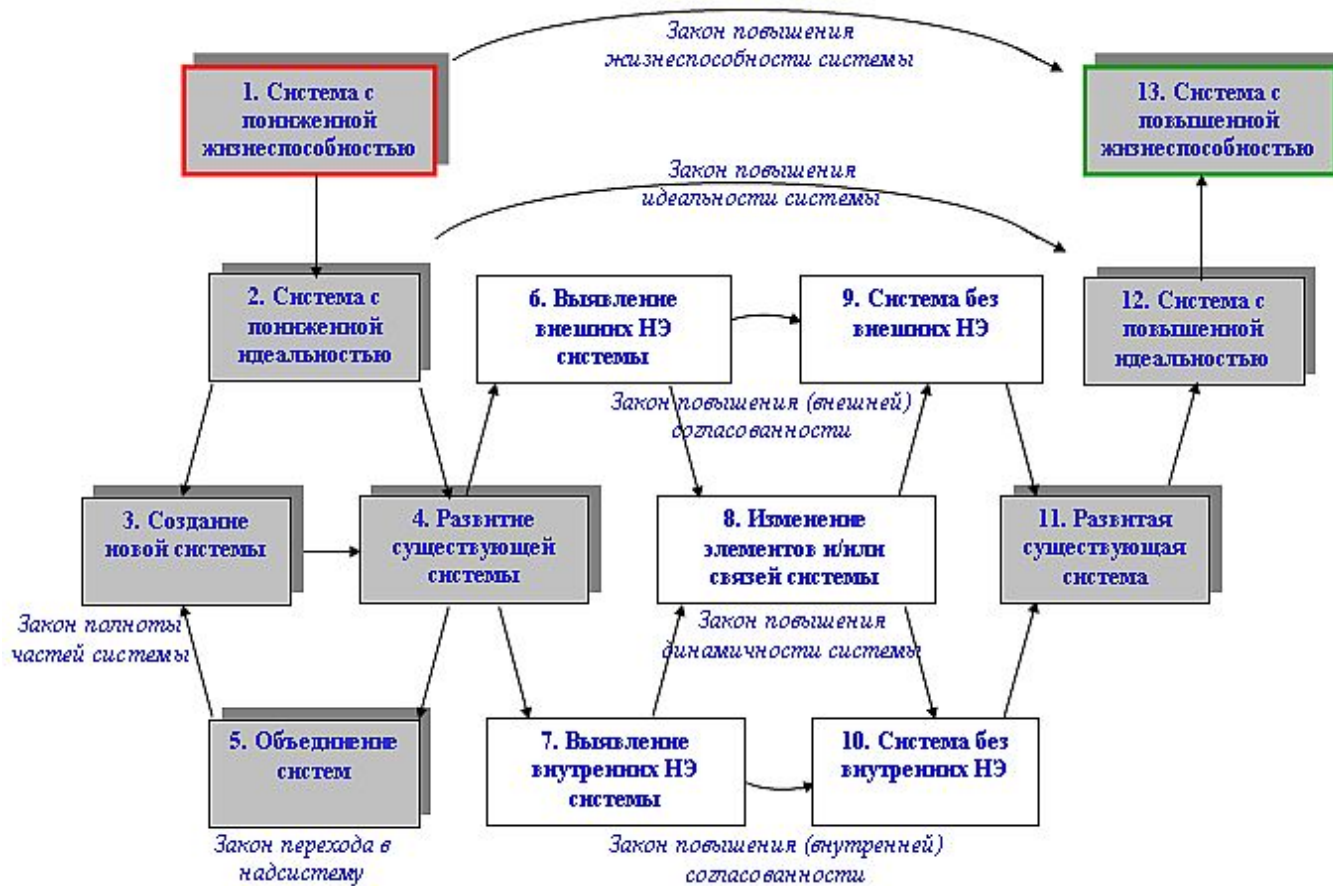 Закон повышения
жизнеспособности системы
1. Система с
пониженной
жизнеспособностью
13. Система с
повышенной
жизнеспособностью
Закон повышения
идеальности системы
2. Система с
пониженной
идеальностью
6. Выявление
внешних НЭ
системы
9. Система без
внешних НЭ
12. Система с
повышенной
идеальностью
Закон повышения (внешней)
согласованности
3. Создание
новой системы
4. Развитие
существующей
системы
8. Изменение
элементов и/или
связей системы
11. Развитая
существующая
система
Закон полноты
частей системы
Закон повышения
динамичности системы
5. Объединение
систем
7. Выявление
внутренних НЭ
системы
10. Система без
внутренних НЭ
Закон перехода в
надсистему
Закон повышения (внутренней)
согласованности